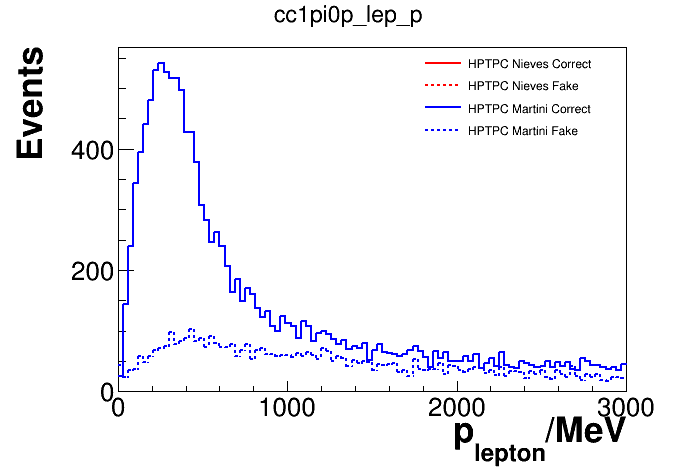 cc1pi0p_lep_p
Events
HPTPC Nieves Correct
HPTPC Nieves Fake
HPTPC Martini Correct
HPTPC Martini Fake
400
200
0
0 1000 2000 3000
p_lepton/MeV